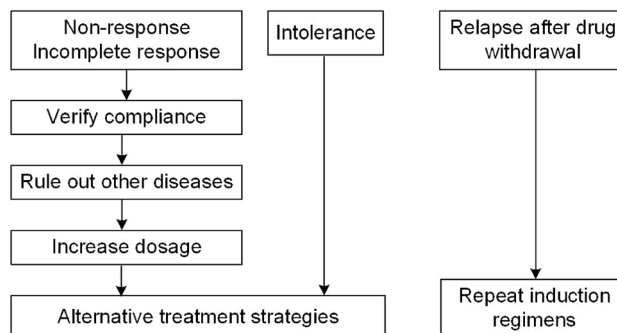 Non-response
Incomplete response
Intolerance
Relapse after drug
withdrawal
Verify compliance
Rule out other diseases
Increase dosage
Alternative treatment strategies
Repeat induction
regimens